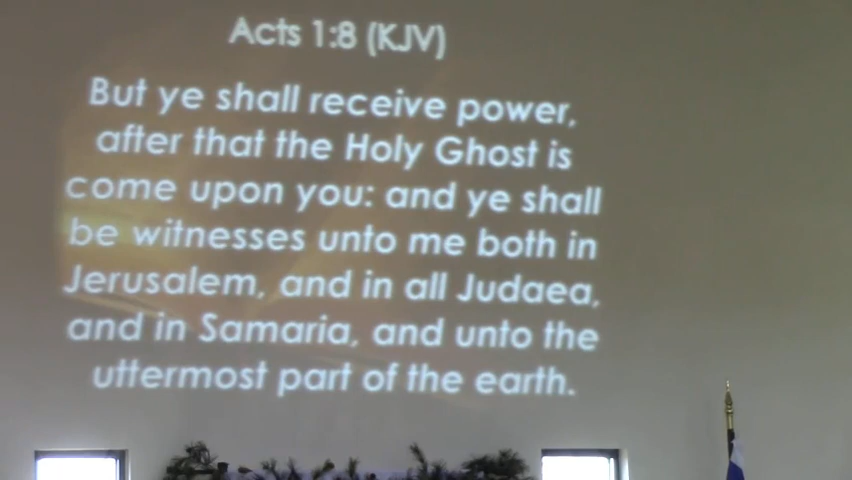 Acts 1:8 (KJV)
But ye shall receive power,
after that the Holy Ghost is
come upon you: and ye shall
be witnesses unto me both in
Jerusalem, and in all Judaea,
and in Samaria, and unto the
uttermost part of the earth.